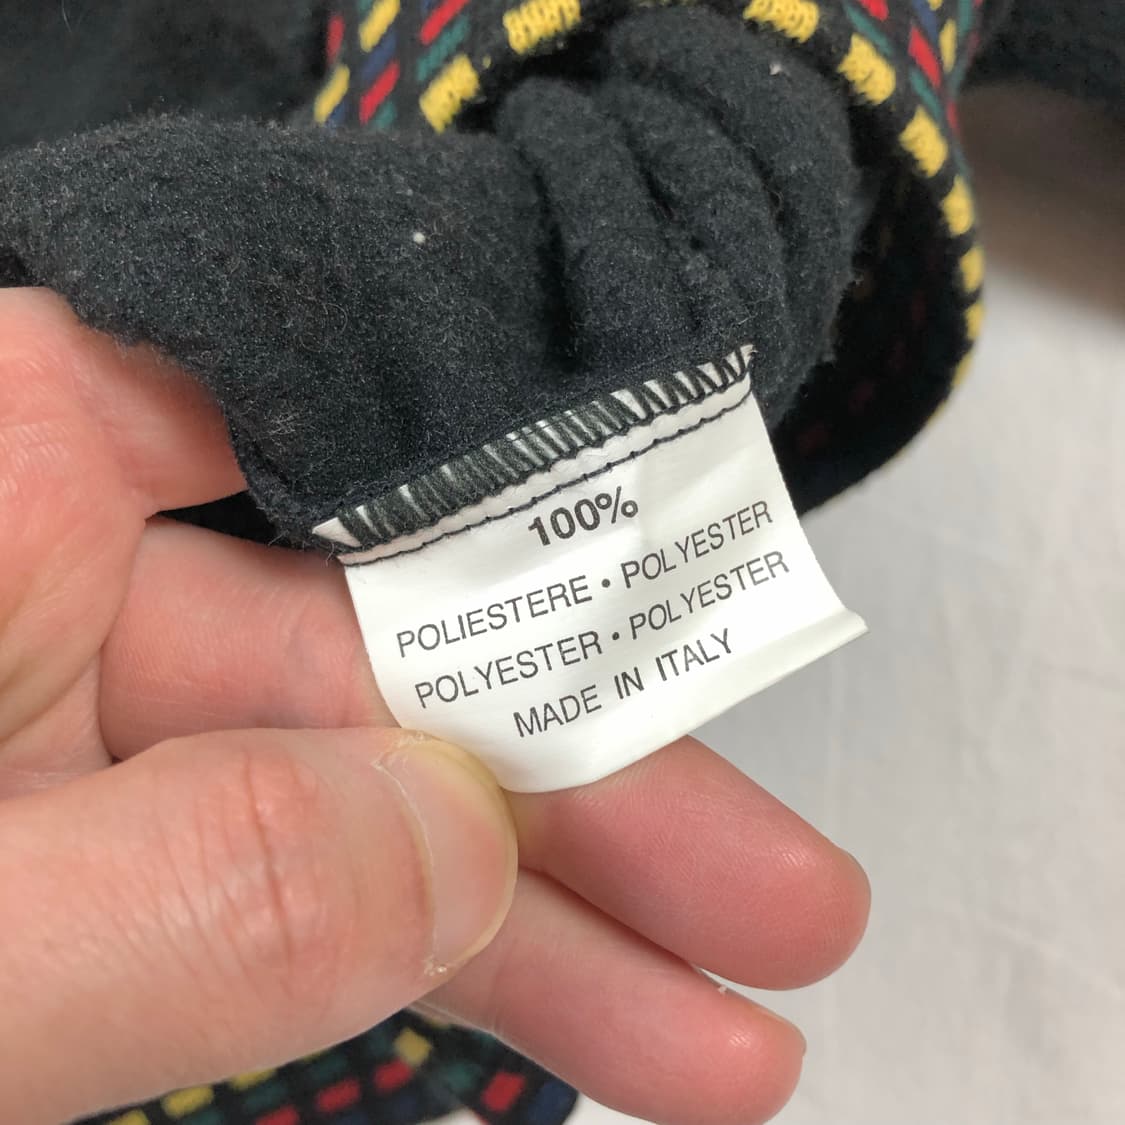 100%
POLIESTERE • POLYESTER
POLYESTER • POLYESTER
MADE IN ITALY